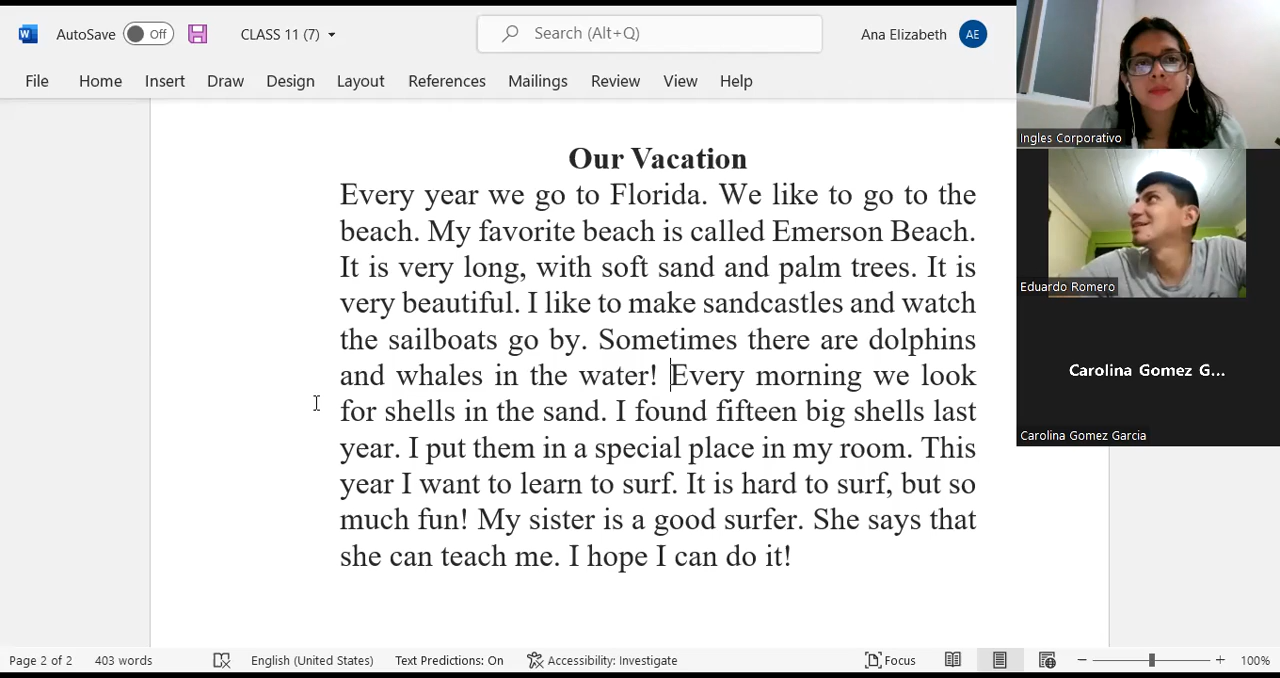 AutoSave Off CLASS 11 (7) Search (Alt+Q) Ana Elizabeth AE
File Home Insert Draw Design Layout References Mailings Review View Help
Our Vacation
Every year we go to Florida. We like to go to the
beach. My favorite beach is called Emerson Beach.
It is very long, with soft sand and palm trees. It is
very beautiful. I like to make sandcastles and watch
the sailboats go by. Sometimes there are dolphins
and whales in the water! Every morning we look
for shells in the sand. I found fifteen big shells last
year. I put them in a special place in my room. This
year I want to learn to surf. It is hard to surf, but so
much fun! My sister is a good surfer. She says that
she can teach me. I hope I can do it!
Ingles Corporativo
Eduardo Romero
Carolina Gomez G...
Carolina Gomez Garcia
Page 2 of 2 403 words English (United States) Text Predictions: On Accessibility: Investigate Focus 100%